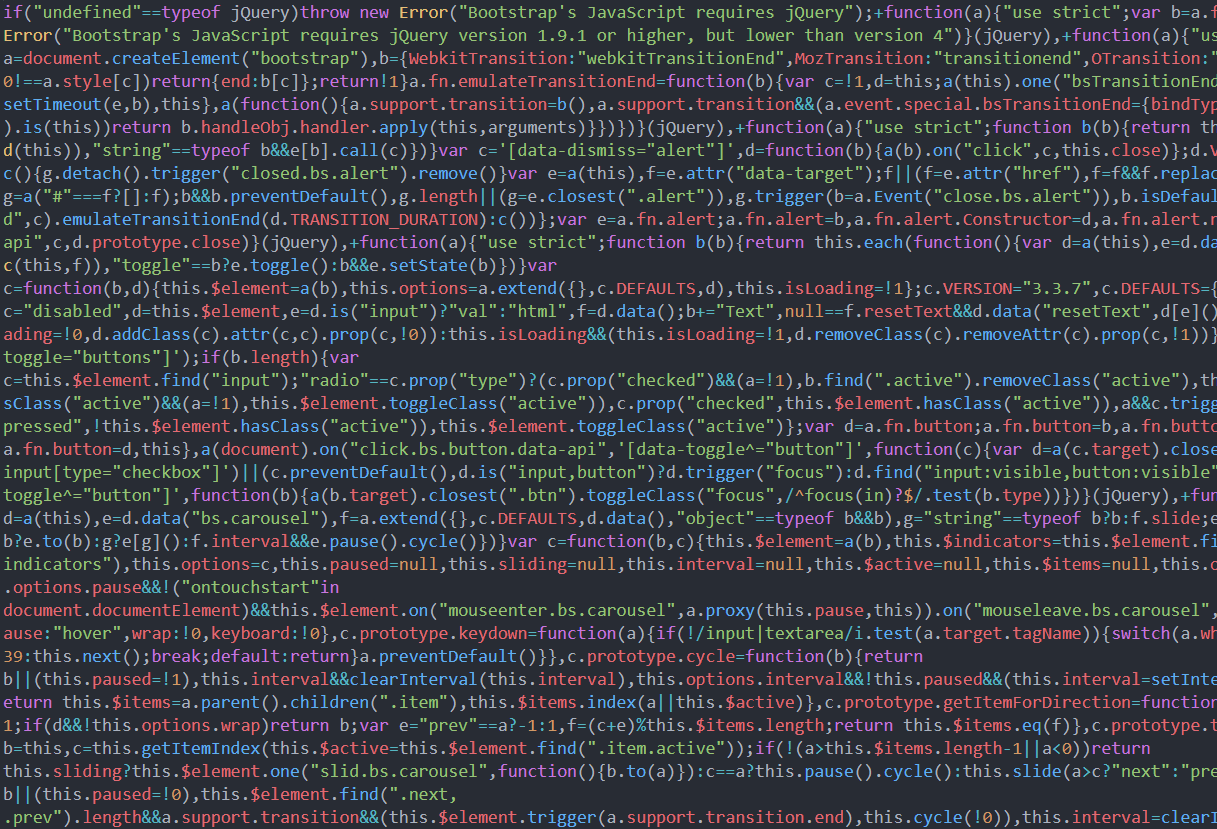 if("undefined"==typeof jQuery)throw new Error("Bootstrap's JavaScript requires jQuery");+function(a){"use strict";var b=a.f
Error("Bootstrap's JavaScript requires jQuery version 1.9.1 or higher, but lower than version 4")}(jQuery),+function(a){"us
a=document.createElement("bootstrap"),b={WebkitTransition:"webkitTransitionEnd",MozTransition:"transitionend",OTransition:"
0!==a.style[c])return{end:b[c]};return!1}a.fn.emulateTransitionEnd=function(b){var c=!1,d=this;a(this).one("bsTransitionEnd
setTimeout(e,b),this},a(function(){a.support.transition=b(),a.support.transition&&(a.event.special.bsTransitionEnd={bindTyp
).is(this))return b.handleObj.handler.apply(this,arguments)}})})}(jQuery),+function(a){"use strict";function b(b){return th
d(this)),"string"==typeof b&&e[b].call(c)})}var c='[data-dismiss="alert"]',d=function(b){a(b).on("click",c,this.close)};d.V
c(){g.detach().trigger("closed.bs.alert").remove()}var e=a(this),f=e.attr("data-target");f||(f=e.attr("href"),f=f&&f.replac
g=a("#"===f?[]:f);b&&b.preventDefault(),g.length||(g=e.closest(".alert")),g.trigger(b=a.Event("close.bs.alert")),b.isDefaul
d",c).emulateTransitionEnd(d.TRANSITION_DURATION):c())};var e=a.fn.alert;a.fn.alert=b,a.fn.alert.Constructor=d,a.fn.alert.n
api",c,d.prototype.close)}(jQuery),+function(a){"use strict";function b(b){return this.each(function(){var d=a(this),e=d.da
c(this,f)),"toggle"==b?e.toggle():b&&e.setState(b)})}var
c=function(b,d){this.$element=a(b),this.options=a.extend({},c.DEFAULTS,d),this.isLoading=!1};c.VERSION="3.3.7",c.DEFAULTS={
c="disabled",d=this.$element,e=d.is("input")?"val":"html",f=d.data();b+="Text",null==f.resetText&&d.data("resetText",d[e]()
ading=!0,d.addClass(c).attr(c,c).prop(c,!0)):this.isLoading&&(this.isLoading=!1,d.removeClass(c).removeAttr(c).prop(c,!1))}
toggle="buttons"]');if(b.length){var
c=this.$element.find("input");"radio"==c.prop("type")?(c.prop("checked")&&(a=!1),b.find(".active").removeClass("active"),th
sClass("active")&&(a=!1),this.$element.toggleClass("active")),c.prop("checked",this.$element.hasClass("active")),a&&c.trigg
pressed",!this.$element.hasClass("active")),this.$element.toggleClass("active")};var d=a.fn.button;a.fn.button=b,a.fn.butto
a.fn.button=d,this},a(document).on("click.bs.button.data-api",'[data-toggle^="button"]',function(c){var d=a(c.target).close
input[type="checkbox"]')||(c.preventDefault(),d.is("input,button")?d.trigger("focus"):d.find("input:visible,button:visible"
toggle^="button"]',function(b){a(b.target).closest(".btn").toggleClass("focus",/^focus(in)?$/.test(b.type))})}(jQuery),+fun
d=a(this),e=d.data("bs.carousel"),f=a.extend({},c.DEFAULTS,d.data(),"object"==typeof b&&b),g="string"==typeof b?b:f.slide;e
b?e.to(b):g?e[g]():f.interval&&e.pause().cycle()})}var c=function(b,c){this.$element=a(b),this.$indicators=this.$element.fi
indicators"),this.options=c,this.paused=null,this.sliding=null,this.interval=null,this.$active=null,this.$items=null,this.o
.options.pause&&!("ontouchstart"in
document.documentElement)&&this.$element.on("mouseenter.bs.carousel",a.proxy(this.pause,this)).on("mouseleave.bs.carousel",
ause:"hover",wrap:!0,keyboard:!0},c.prototype.keydown=function(a){if(!/input|textarea/i.test(a.target.tagName)){switch(a.wh
39:this.next();break;default:return}a.preventDefault()}},c.prototype.cycle=function(b){return
b||(this.paused=!1),this.interval&&clearInterval(this.interval),this.options.interval&&!this.paused&&(this.interval=setInte
eturn this.$items=a.parent().children(".item"),this.$items.index(a||this.$active)},c.prototype.getItemForDirection=function
1;if(d&&!this.options.wrap)return b;var e="prev"==a?-1:1,f=(c+e)%this.$items.length;return this.$items.eq(f)},c.prototype.t
b=this,c=this.getItemIndex(this.$active=this.$element.find(".item.active"));if(!(a>this.$items.length-1||a<0))return
this.sliding?this.$element.one("slid.bs.carousel",function(){b.to(a)}):c==a?this.pause().cycle():this.slide(a>c?"next":"pre
b||(this.paused=!0),this.$element.find(".next,
.prev").length&&a.support.transition&&(this.$element.trigger(a.support.transition.end),this.cycle(!0)),this.interval=clearI